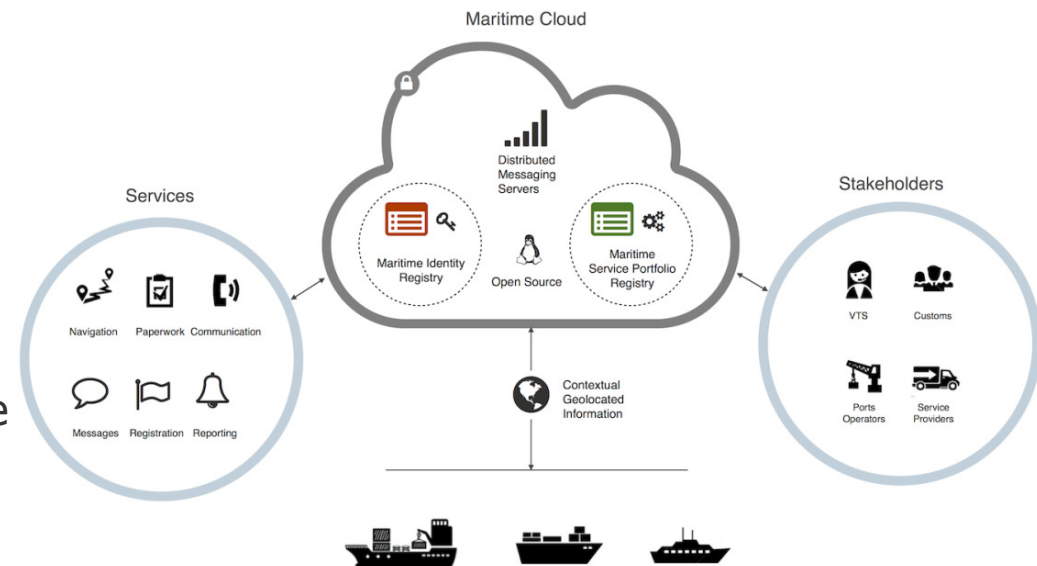 Maritime Cloud
Distributed
Messaging
Servers
Maritime Identity
Registry
Open Source
Maritime
Service Portfolio
Registry
Services
Navigation
Paperwork
Communication
Messages
Registration
Reporting
Contextual
Geolocated
Information
Stakeholders
VTS
Customs
Ports
Operators
Service
Providers